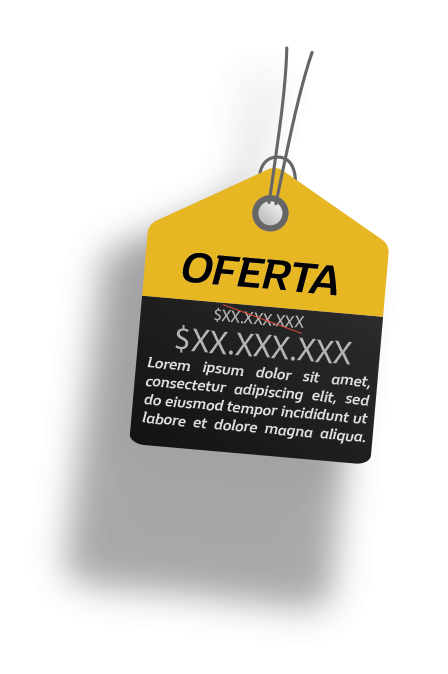 OFERTA
$XX.XXX.XXX
$XX.XXX.XXX
Lorem ipsum dolor sit amet,
consectetur adipiscing elit, sed
do eiusmod tempor incididunt ut
labore et dolore magna aliqua.